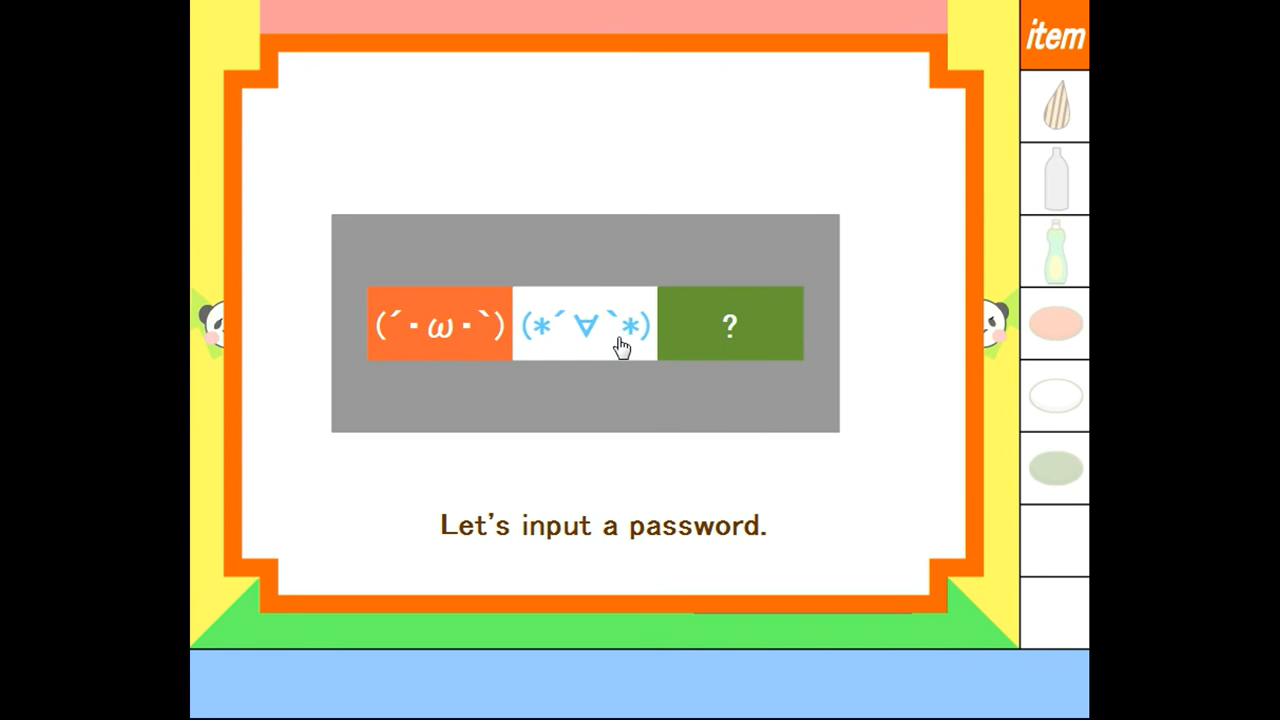 item
(´・ω・`) (*´∀`*) ?
Let's input a password.